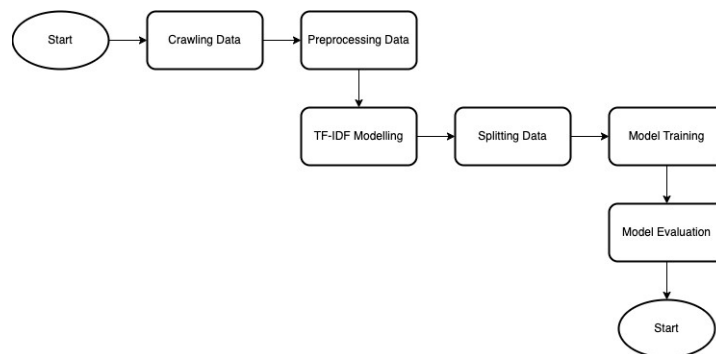 Start
Crawling Data
Preprocessing Data
TF-IDF Modelling
Splitting Data
Model Training
Model Evaluation
Start